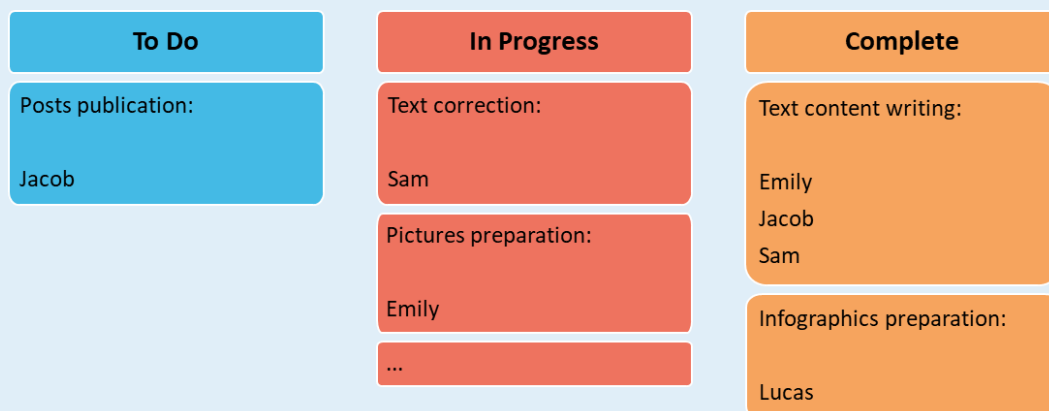 To Do
Posts publication:
Jacob
In Progress
Text correction:
Sam
Pictures preparation:
Emily
...
Complete
Text content writing:
Emily
Jacob
Sam
Infographics preparation:
Lucas